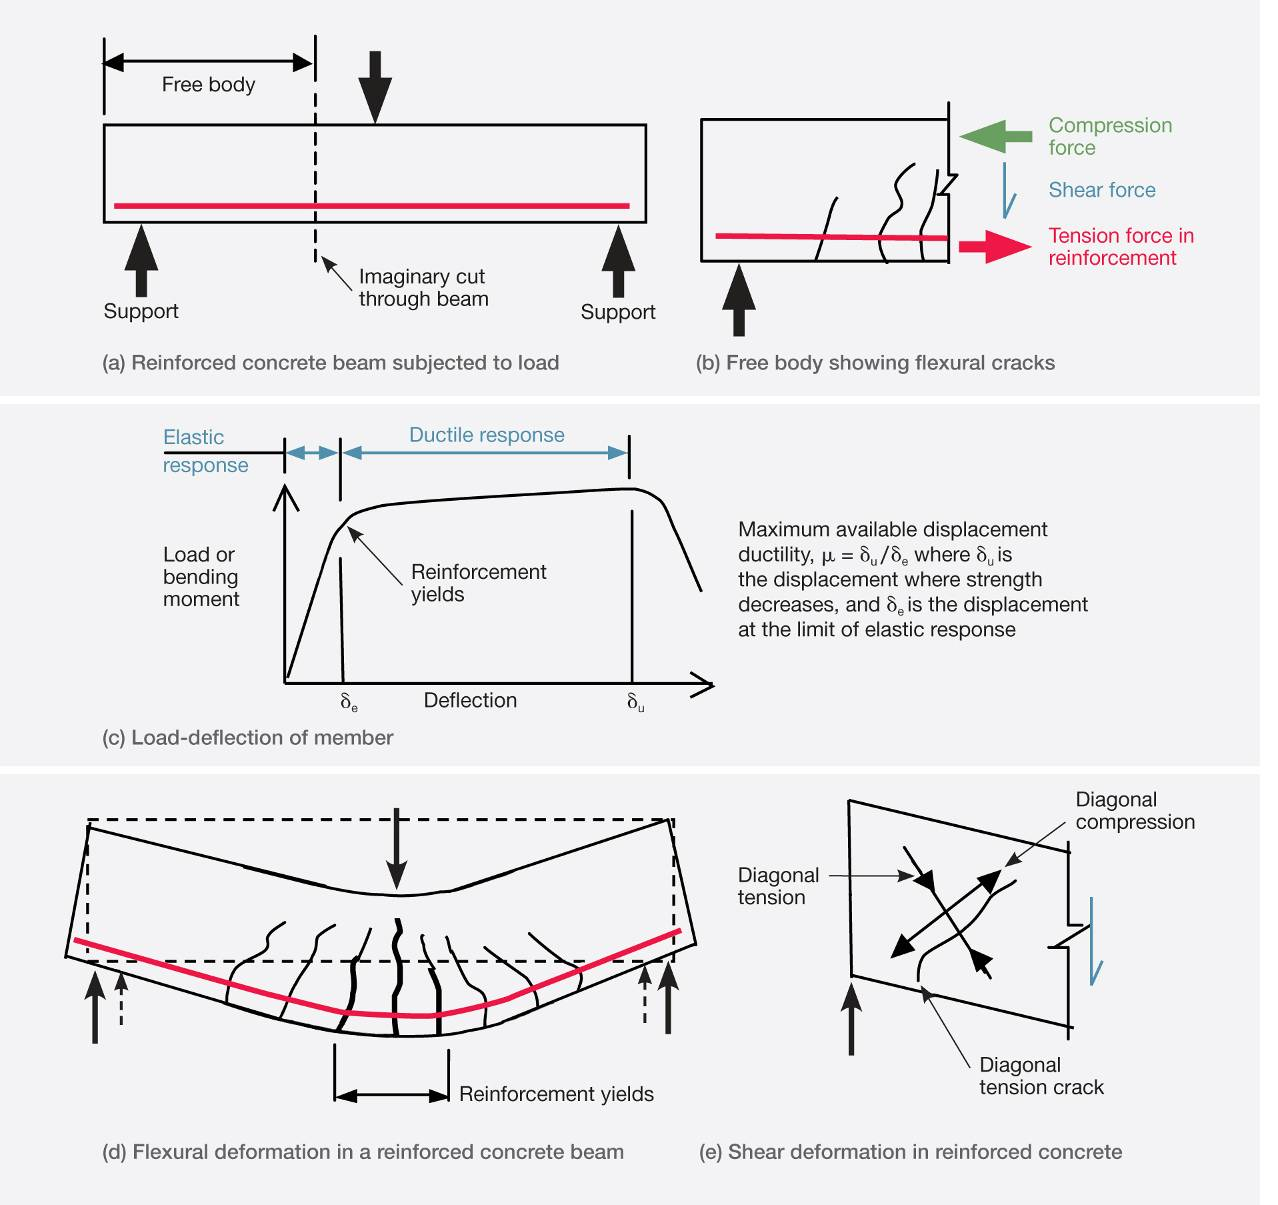 Free body
Support
Imaginary cut
through beam
Support
(a) Reinforced concrete beam subjected to load
Compression
force
Shear force
Tension force in
reinforcement
(b) Free body showing flexural cracks
Elastic
response
Ductile response
Load or
bending
moment
Reinforcement
yields
δe
Deflection
δu
Maximum available displacement
ductility, μ = δu/δe where δu is
the displacement where strength
decreases, and δe is the displacement
at the limit of elastic response
(c) Load-deflection of member
Reinforcement yields
(d) Flexural deformation in a reinforced concrete beam
Diagonal
compression
Diagonal
tension
Diagonal
tension crack
(e) Shear deformation in reinforced concrete